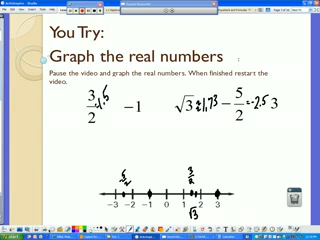 You Try:
Graph the real numbers
Pause the video and graph the real numbers. When finished restart the
video.
3/2 =1.5 −1 √3 ≈1.73 −5/2 =-2.5 3
-5/2 3/2
−3 −2 −1 0 1 2 3
√3